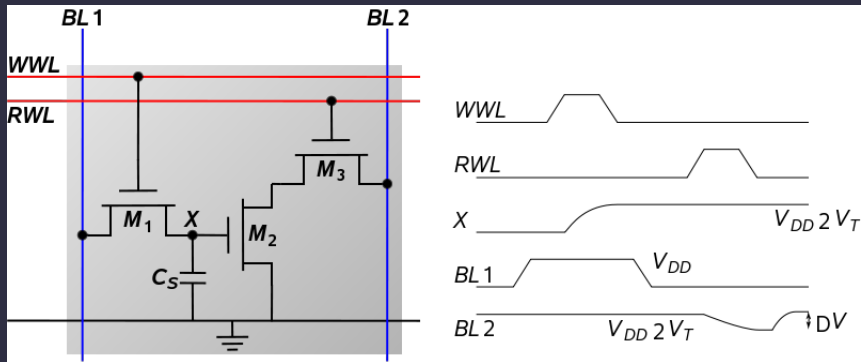 BL1 BL2
WWL
RWL
M3
M1 X M2
CS
WWL
RWL
X VDD 2 VT
BL1 VDD
BL2 VDD 2 VT DV